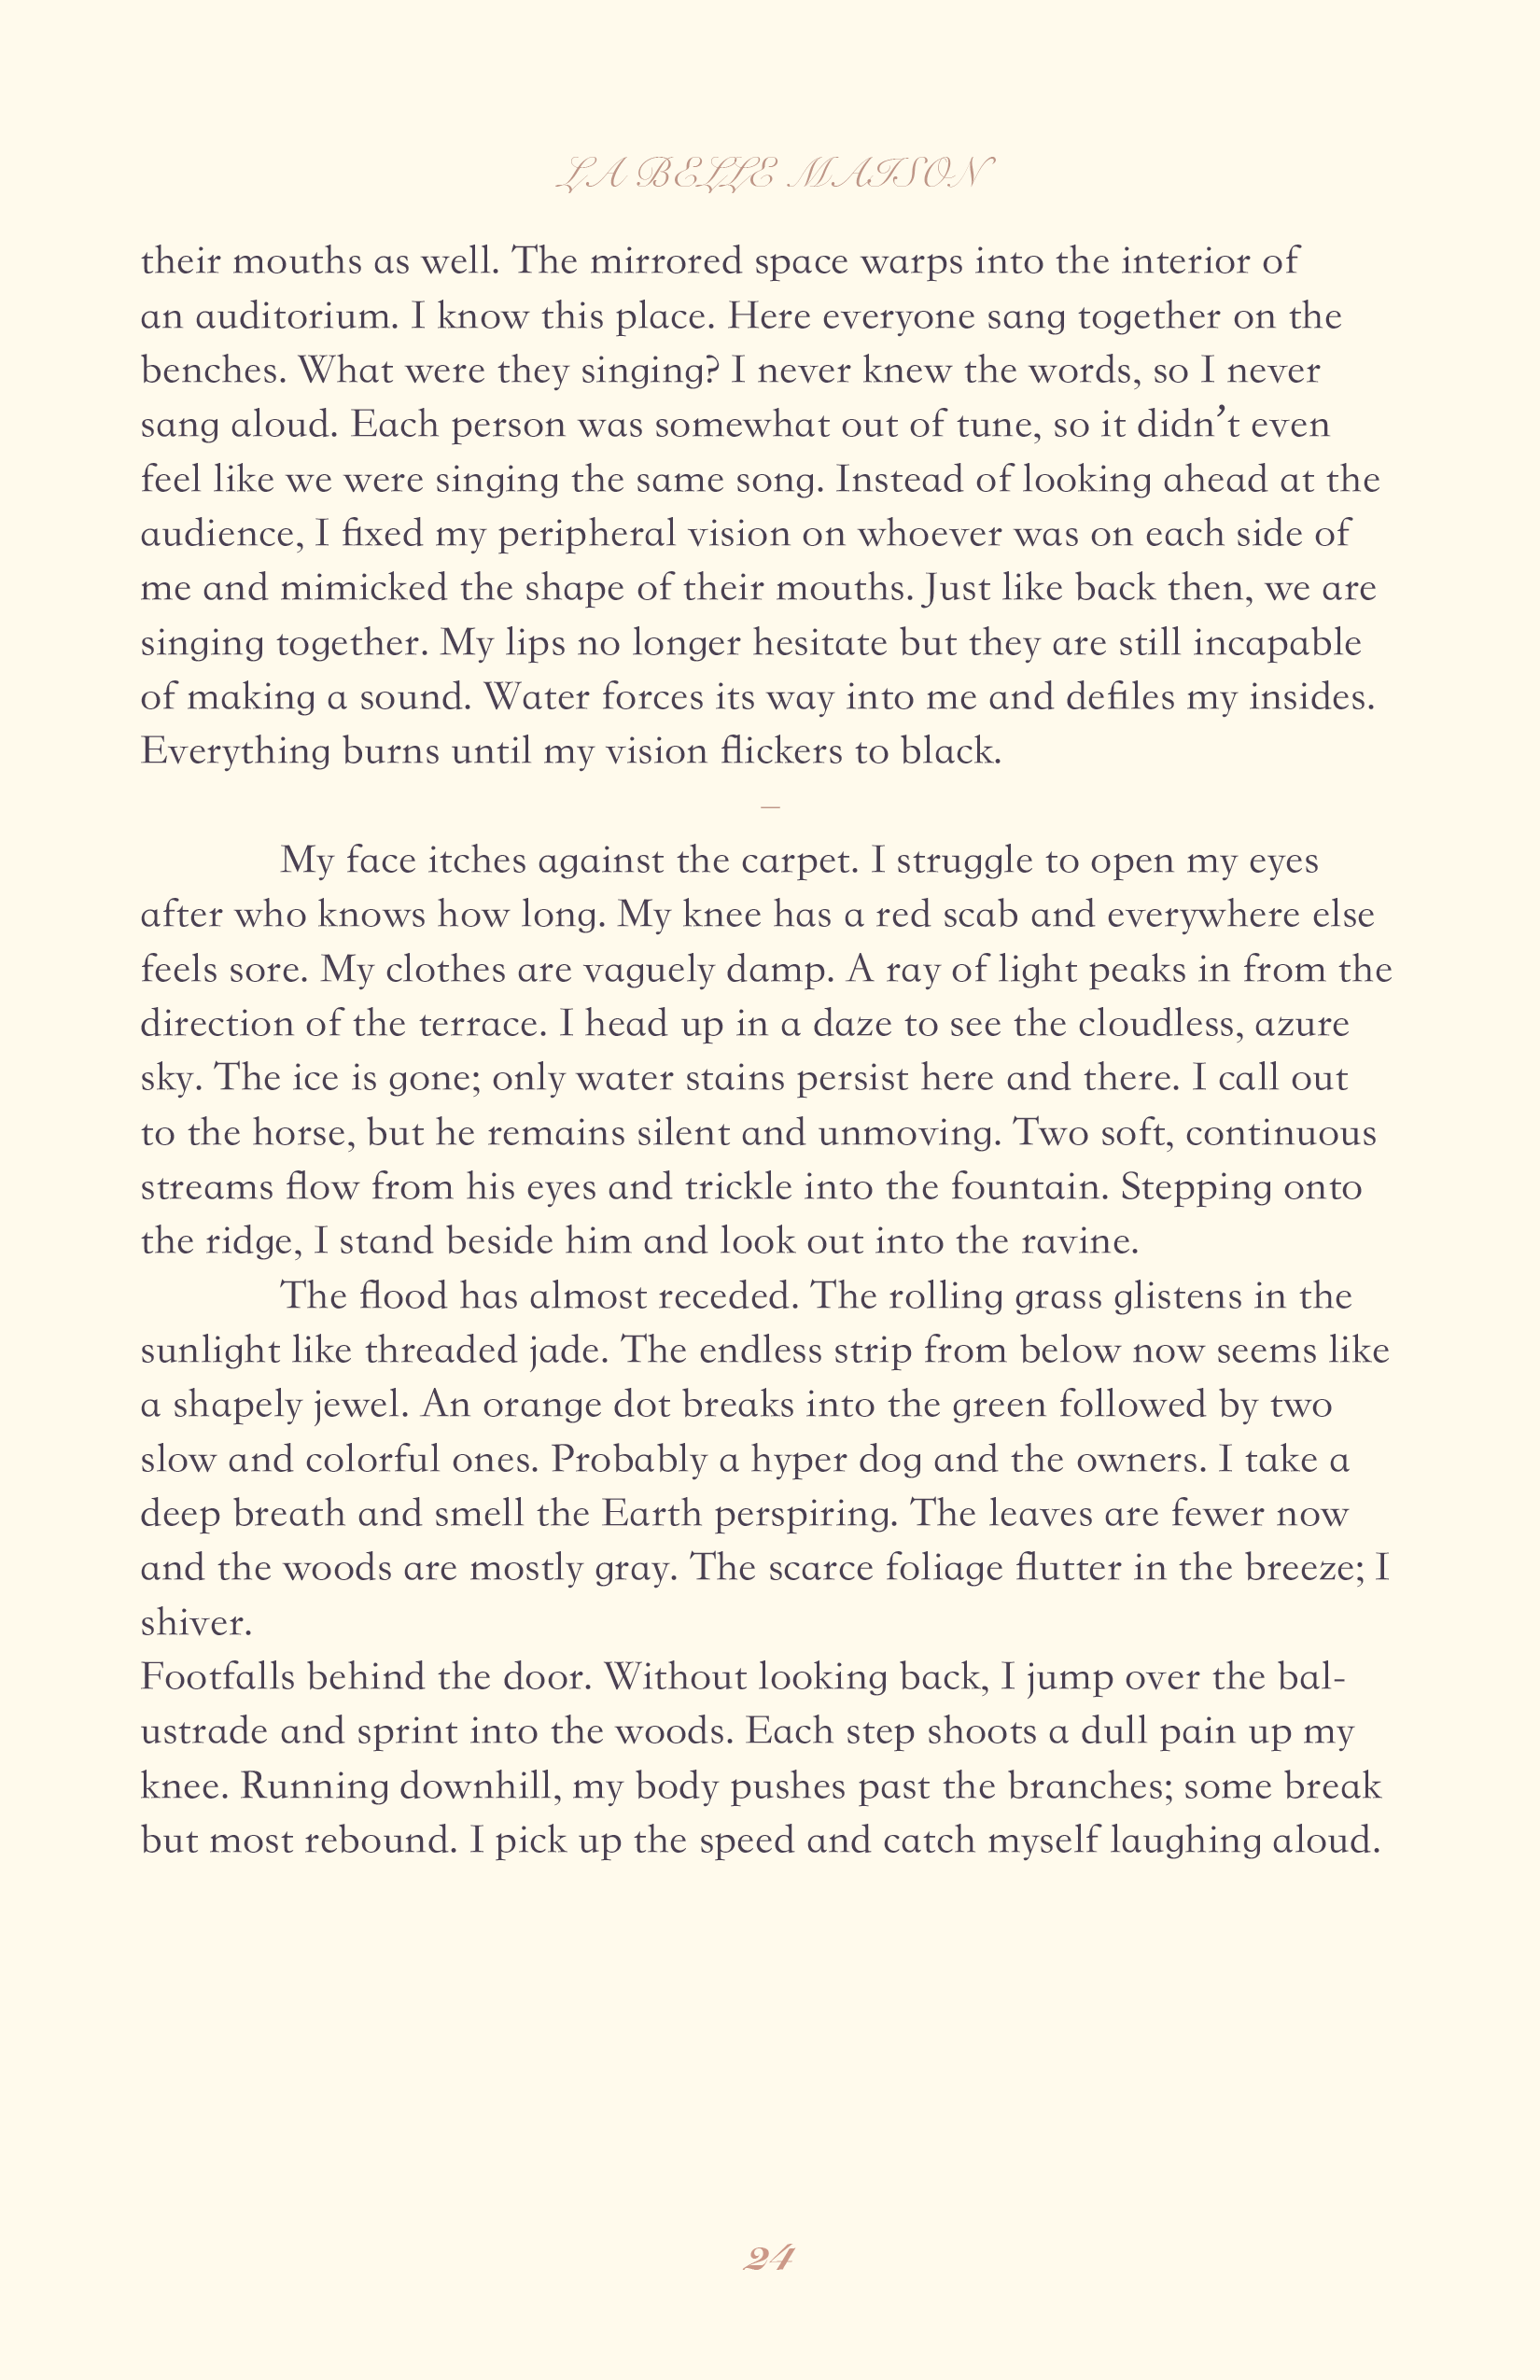 LA BELLE MAISON
their mouths as well. The mirrored space warps into the interior of
an auditorium. I know this place. Here everyone sang together on the
benches. What were they singing? I never knew the words, so I never
sang aloud. Each person was somewhat out of tune, so it didn’t even
feel like we were singing the same song. Instead of looking ahead at the
audience, I fixed my peripheral vision on whoever was on each side of
me and mimicked the shape of their mouths. Just like back then, we are
singing together. My lips no longer hesitate but they are still incapable
of making a sound. Water forces its way into me and defiles my insides.
Everything burns until my vision flickers to black.
–
My face itches against the carpet. I struggle to open my eyes
after who knows how long. My knee has a red scab and everywhere else
feels sore. My clothes are vaguely damp. A ray of light peaks in from the
direction of the terrace. I head up in a daze to see the cloudless, azure
sky. The ice is gone; only water stains persist here and there. I call out
to the horse, but he remains silent and unmoving. Two soft, continuous
streams flow from his eyes and trickle into the fountain. Stepping onto
the ridge, I stand beside him and look out into the ravine.
The flood has almost receded. The rolling grass glistens in the
sunlight like threaded jade. The endless strip from below now seems like
a shapely jewel. An orange dot breaks into the green followed by two
slow and colorful ones. Probably a hyper dog and the owners. I take a
deep breath and smell the Earth perspiring. The leaves are fewer now
and the woods are mostly gray. The scarce foliage flutter in the breeze; I
shiver.
Footfalls behind the door. Without looking back, I jump over the bal-
ustrade and sprint into the woods. Each step shoots a dull pain up my
knee. Running downhill, my body pushes past the branches; some break
but most rebound. I pick up the speed and catch myself laughing aloud.
24